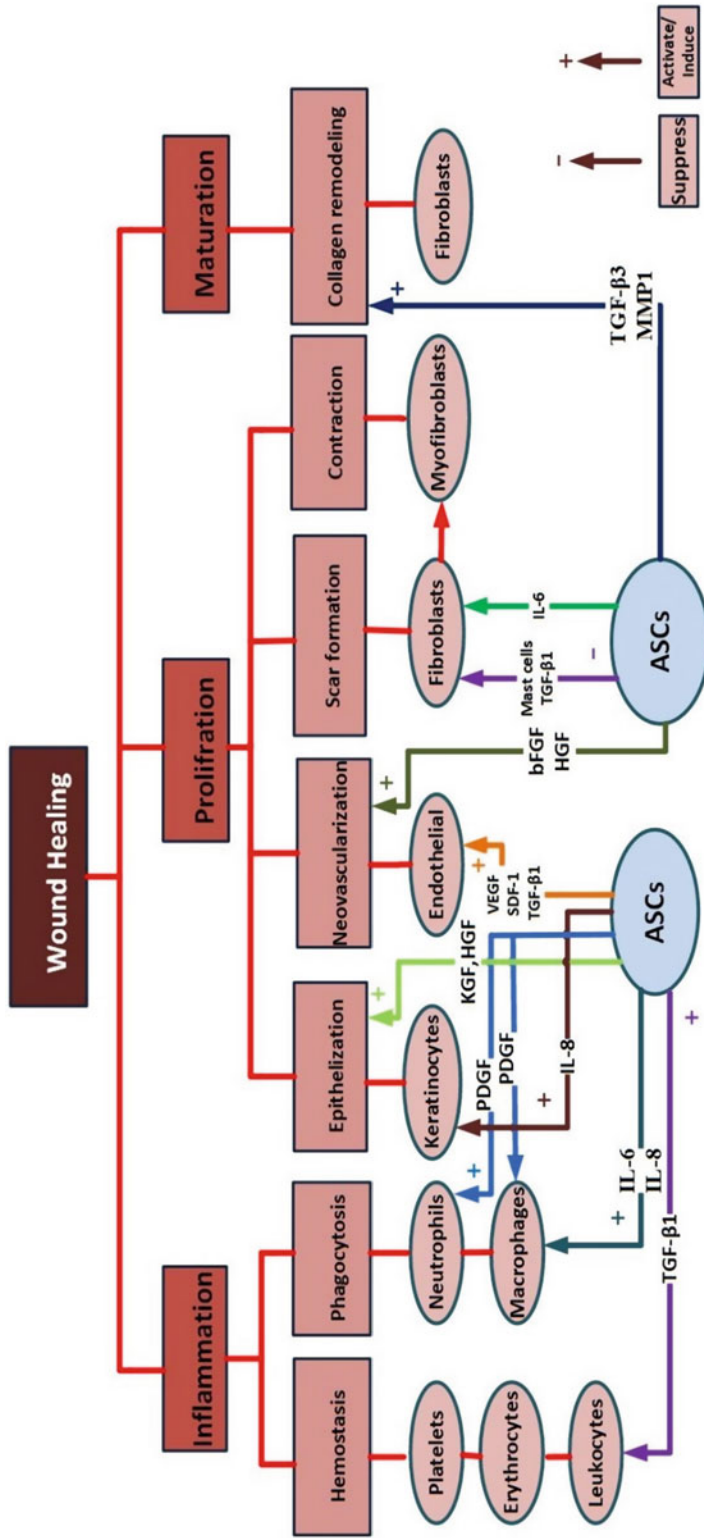 Wound Healing
Inflammation
Prolifration
Maturation
Hemostasis
Phagocytosis
Epithelization
Neovascularization
Scar formation
Contraction
Collagen remodeling
Platelets
Neutrophils
Keratinocytes
Endothelial
Fibroblasts
Myofibroblasts
Fibroblasts
Erythrocytes
Macrophages
Leukocytes
+
PDGF
PDGF
+
IL-8
+
KGF,HGF
+
VEGF
SDF-1
TGF-β1
+
bFGF
HGF
Mast cells
TGF-β1
–
IL-6
+
TGF-β3
MMP1
+
IL-6
IL-8
TGF-β1
+
ASCs
ASCs
–
Suppress
+
Activate/
Induce